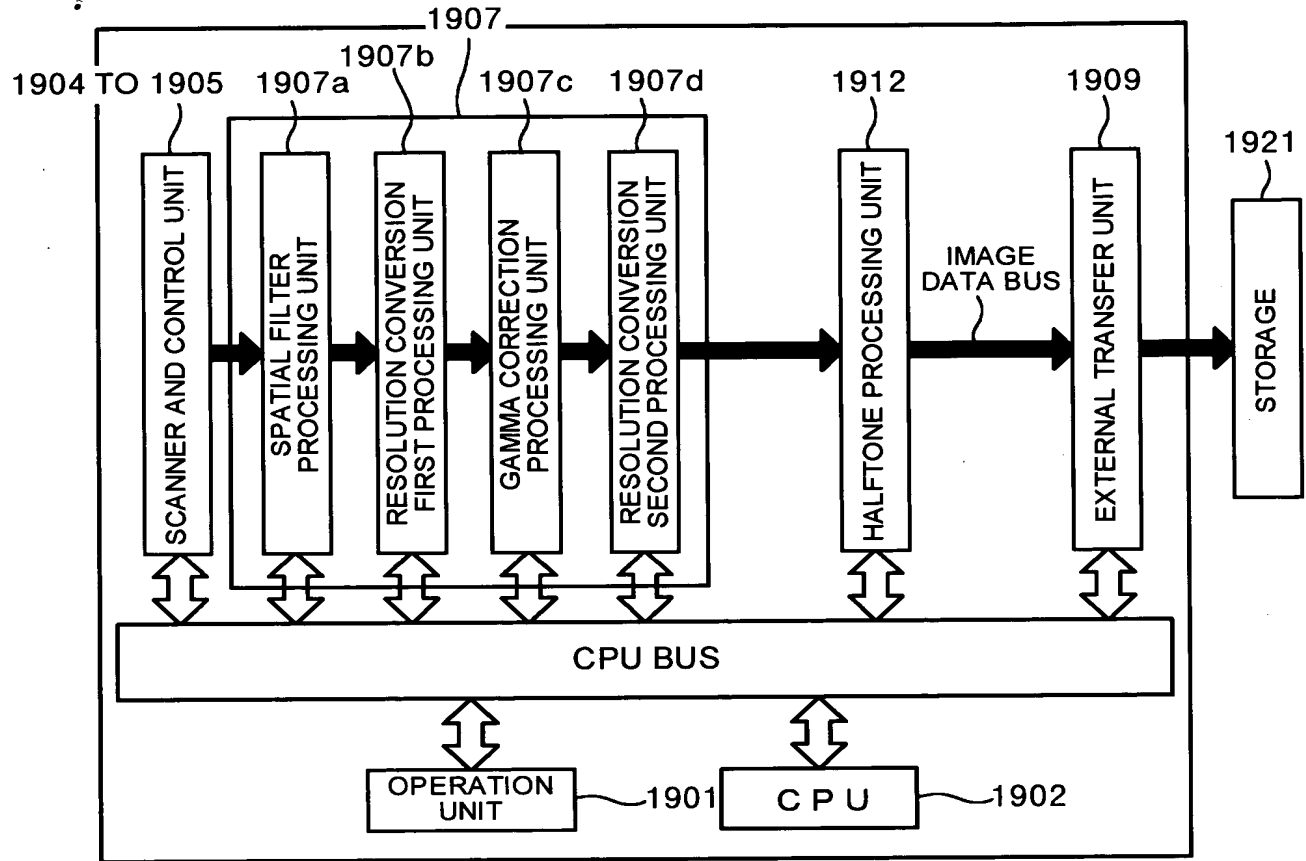 1907
1907b
1904 TO 1905
1907a
1907c
1907d
1912
1909
1921
SCANNER AND CONTROL UNIT
SPATIAL FILTER
PROCESSING UNIT
RESOLUTION CONVERSION
FIRST PROCESSING UNIT
GAMMA CORRECTION
PROCESSING UNIT
RESOLUTION CONVERSION
SECOND PROCESSING UNIT
HALFTONE PROCESSING UNIT
IMAGE
DATA BUS
EXTERNAL TRANSFER UNIT
STORAGE
CPU BUS
OPERATION
UNIT
1901
CPU
1902